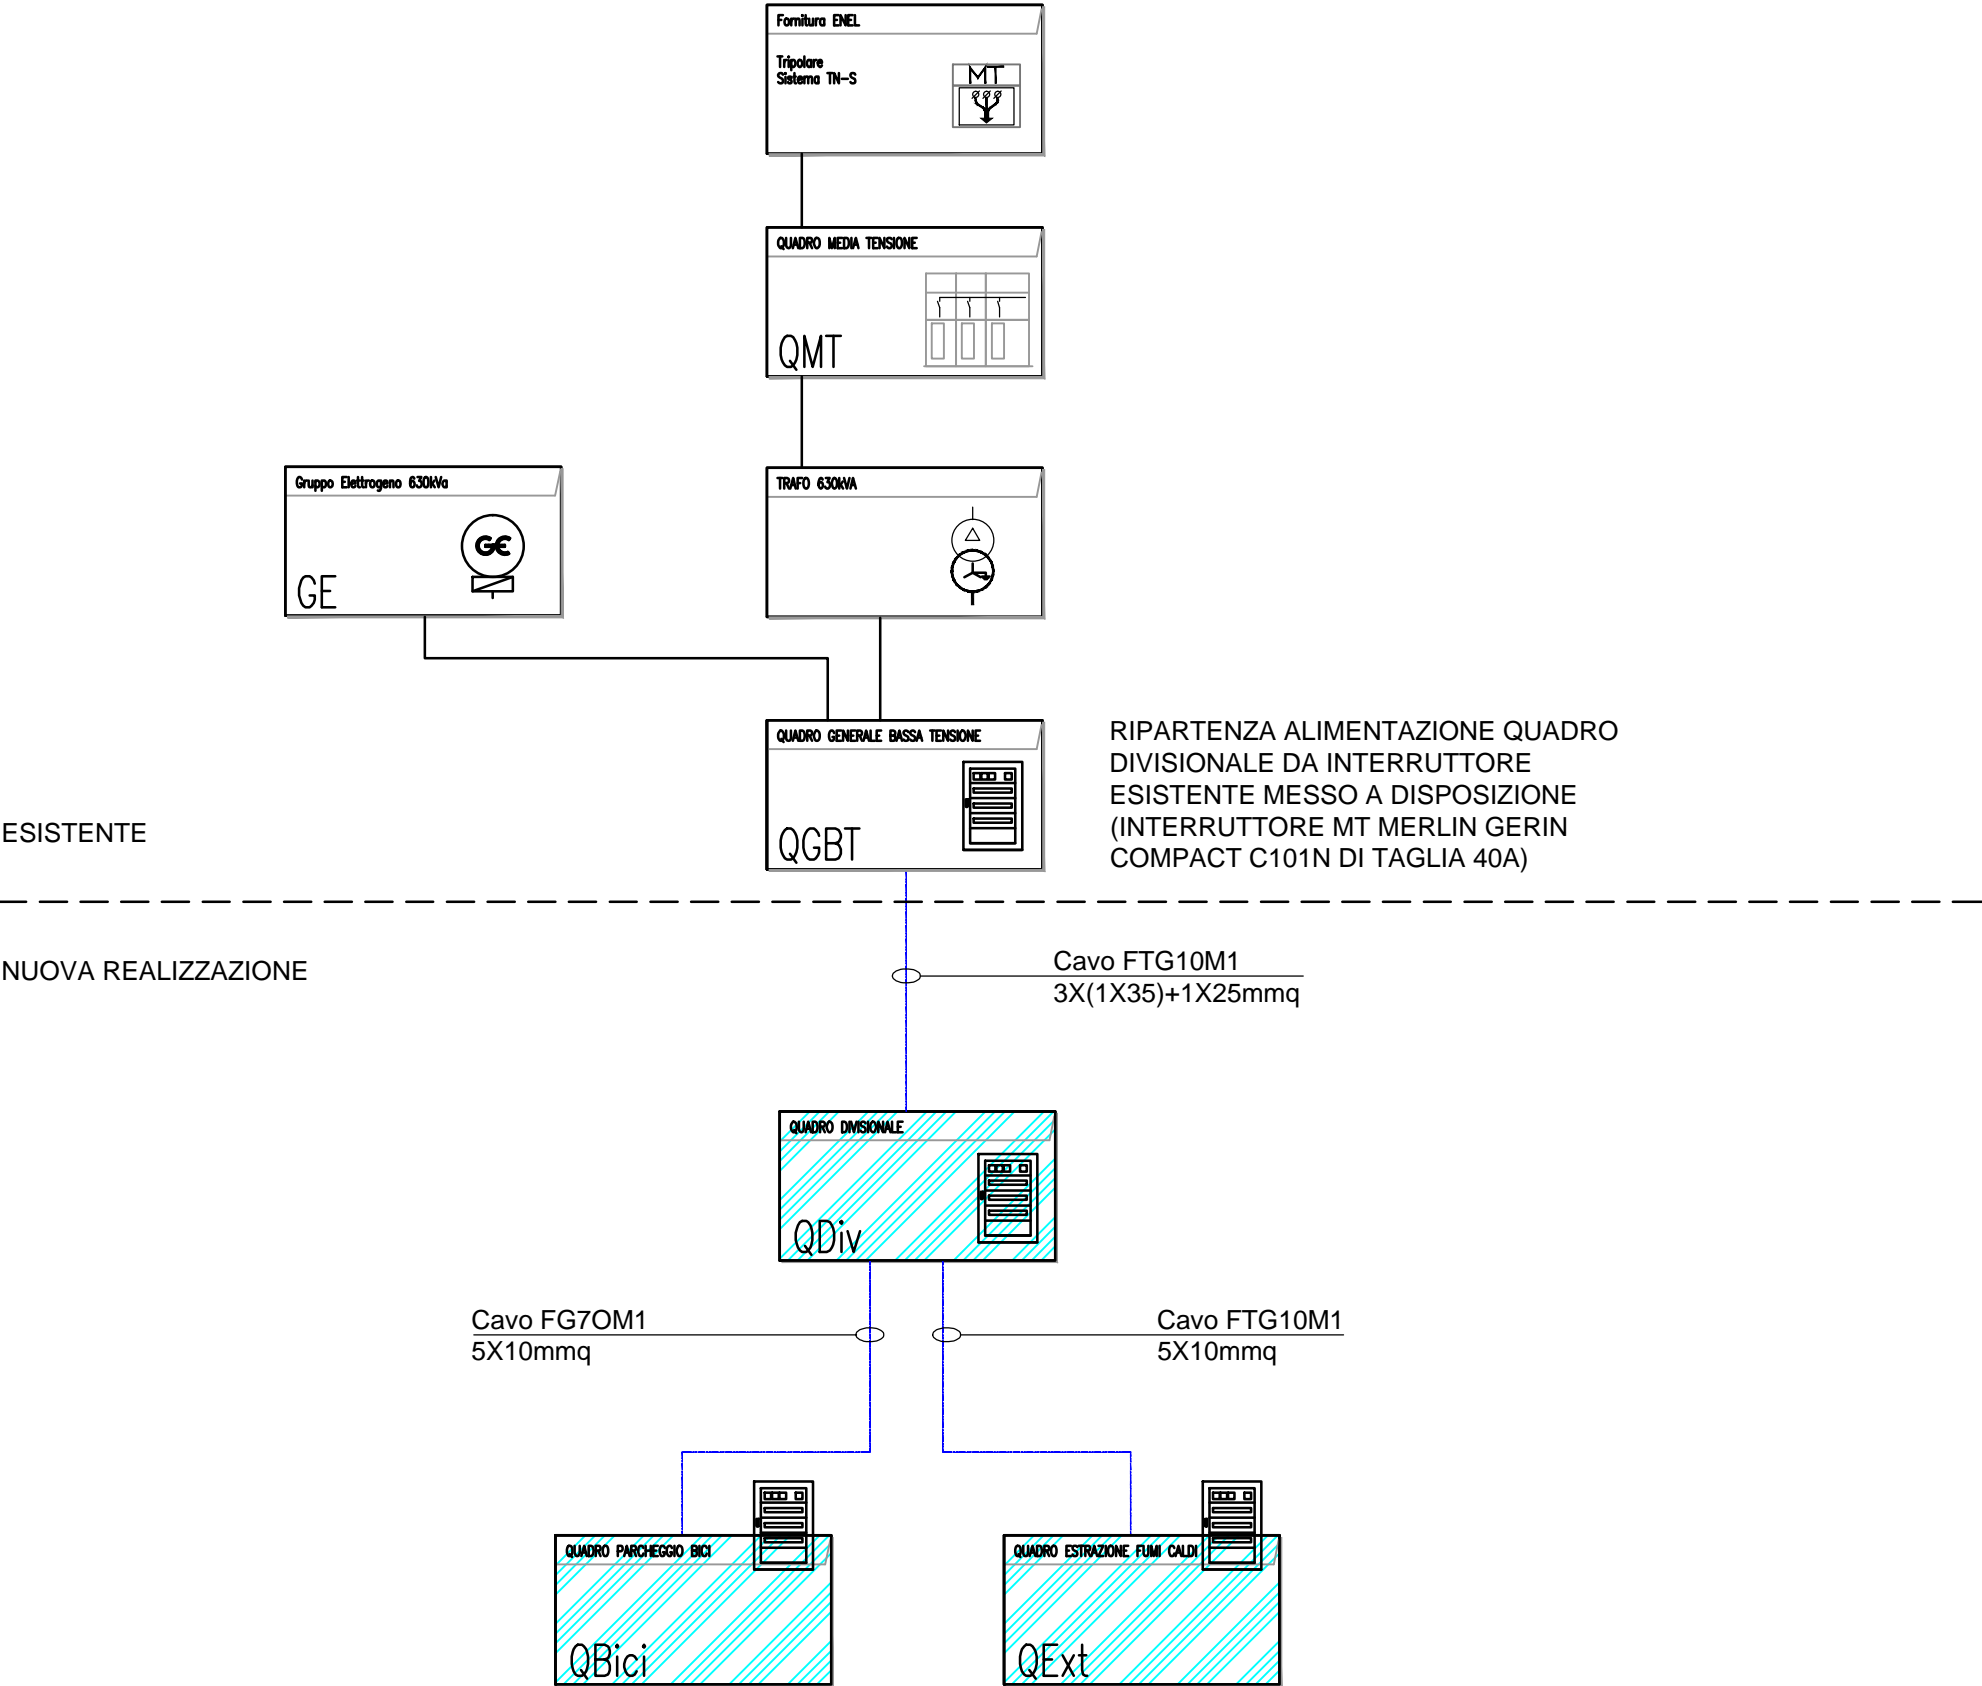 Fornitura ENEL
Tripolare
Sistema TN-S
MT
QUADRO MEDIA TENSIONE
QMT
Gruppo Elettrogeno 630kVa
GE
GE
TRAFO 630kVA
QUADRO GENERALE BASSA TENSIONE
QGBT
RIPARTENZA ALIMENTAZIONE QUADRO
DIVISIONALE DA INTERRUTTORE
ESISTENTE MESSO A DISPOSIZIONE
(INTERRUTTORE MT MERLIN GERIN
COMPACT C101N DI TAGLIA 40A)
ESISTENTE
NUOVA REALIZZAZIONE
Cavo FTG10M1
3X(1X35)+1X25mmq
QUADRO DIVISIONALE
QDiv
Cavo FG7OM1
5X10mmq
Cavo FTG10M1
5X10mmq
QUADRO PARCHEGGIO BICI
QBici
QUADRO ESTRAZIONE FUMI CALDI
QExt